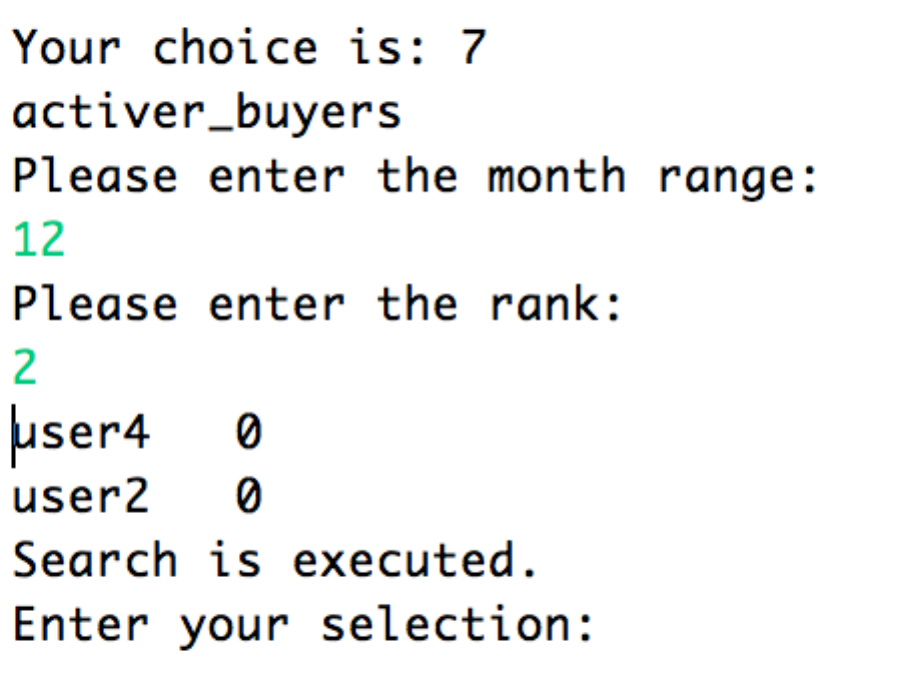 Your choice is: 7
activer_buyers
Please enter the month range:
12
Please enter the rank:
2
user4   0
user2   0
Search is executed.
Enter your selection: